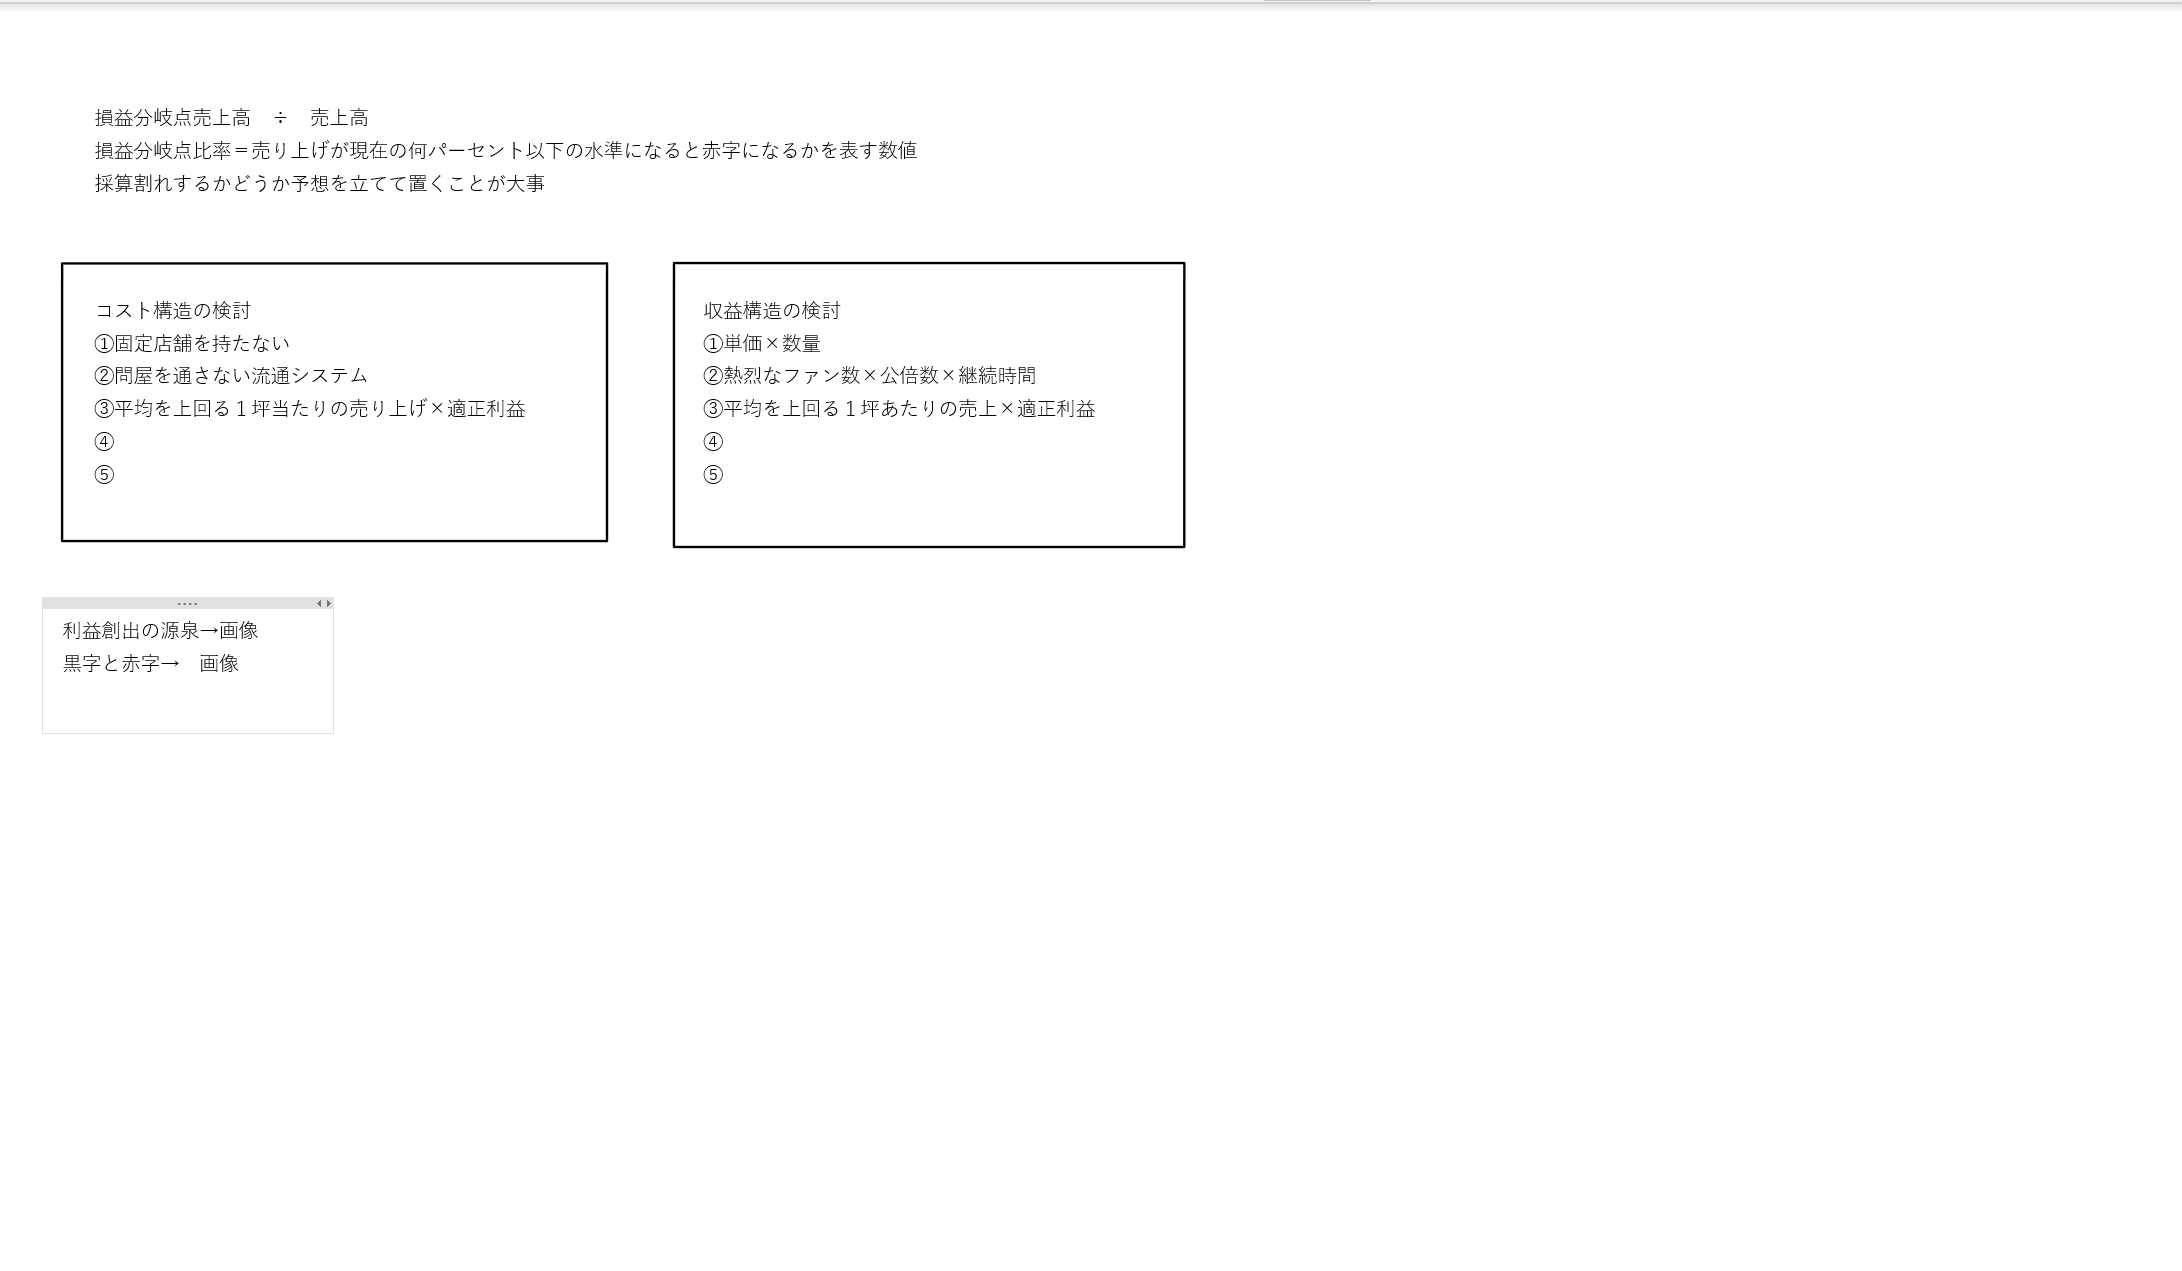 損益分岐点売上高　÷　売上高
損益分岐点比率＝売り上げが現在の何パーセント以下の水準になると赤字になるかを表す数値
採算割れするかどうか予想を立てて置くことが大事
コスト構造の検討
①固定店舗を持たない
②問屋を通さない流通システム
③平均を上回る１坪当たりの売り上げ×適正利益
④
⑤
収益構造の検討
①単価×数量
②熱烈なファン数×公倍数×継続時間
③平均を上回る１坪あたりの売上×適正利益
④
⑤
利益創出の源泉→画像
黒字と赤字→　画像